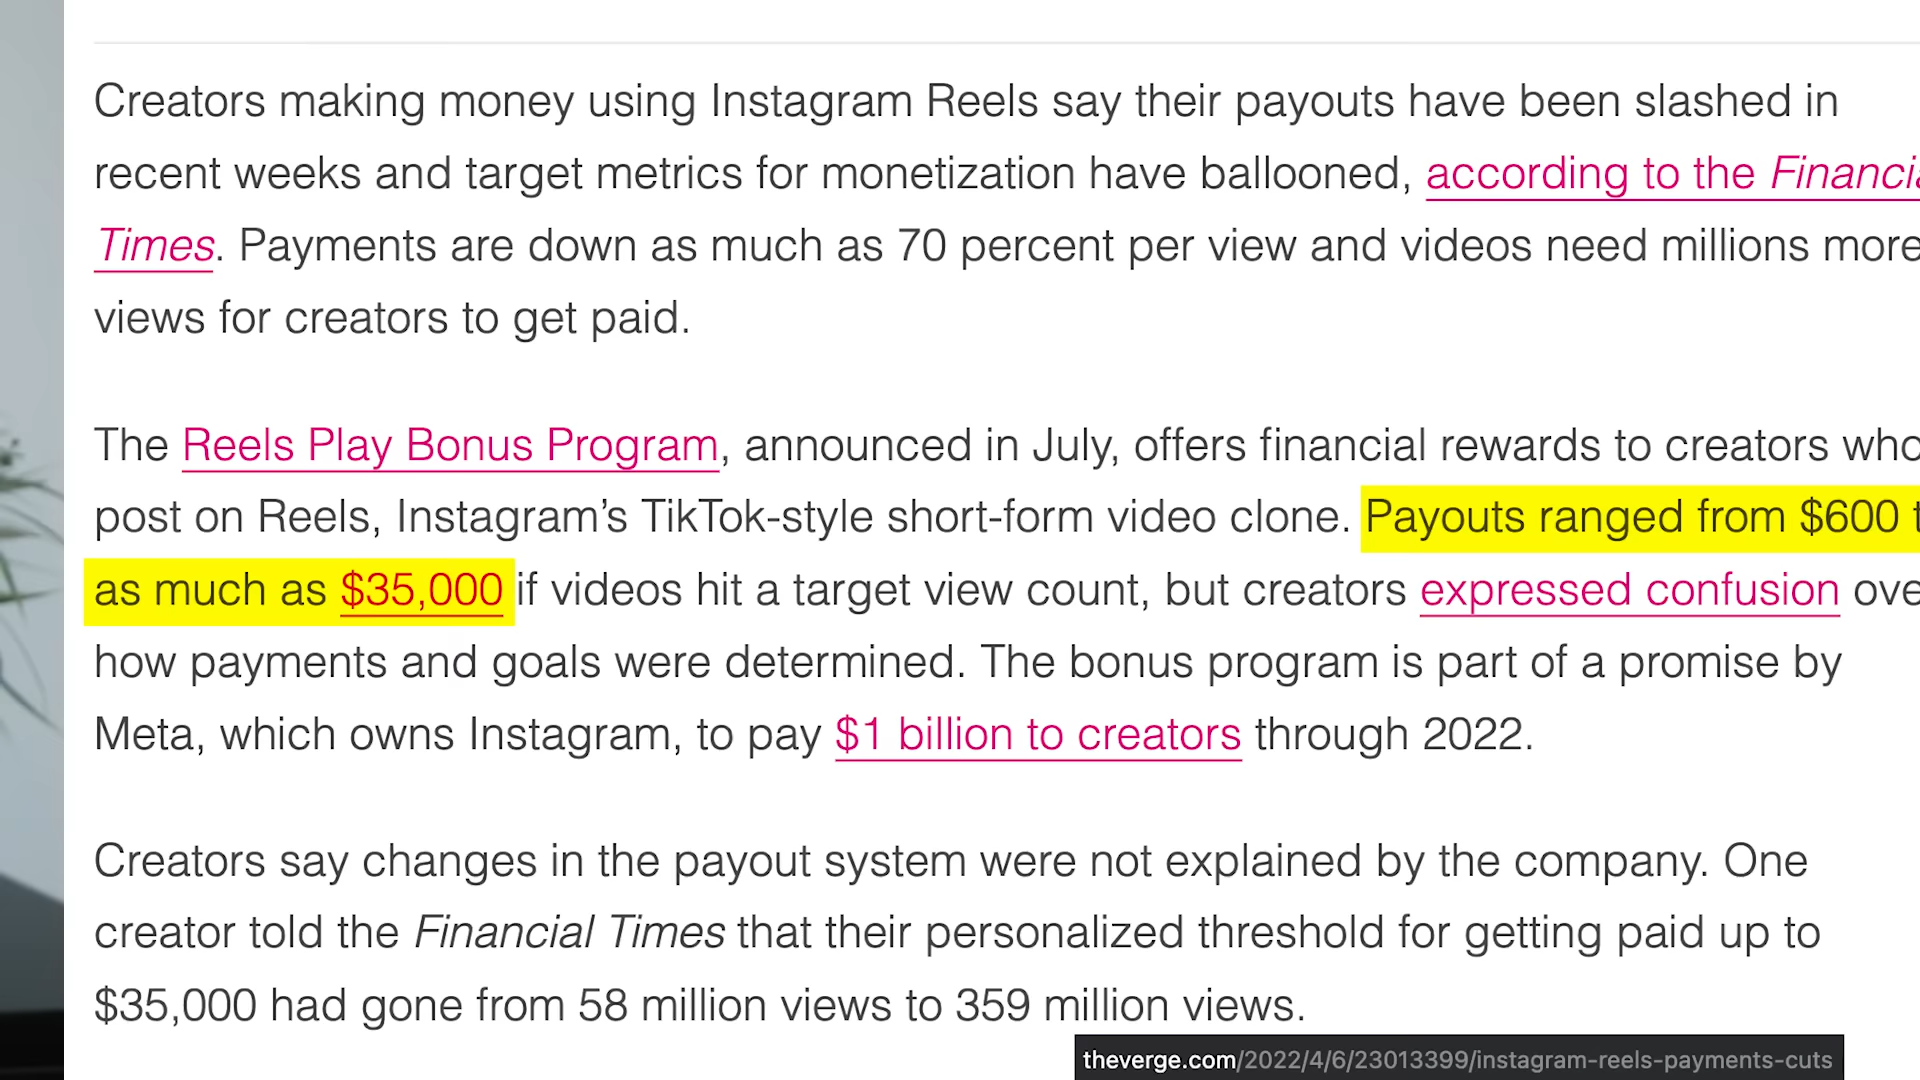 Creators making money using Instagram Reels say their payouts have been slashed in
recent weeks and target metrics for monetization have ballooned, according to the
Times. Payments are down as much as 70 percent per view and videos need millions more
views for creators to get paid.
The Reels Play Bonus Program, announced in July, offers financial rewards to creators who
post on Reels, Instagram’s TikTok-style short-form video clone. Payouts ranged from $600
as much as $35,000 if videos hit a target view count, but creators expressed confusion
how payments and goals were determined. The bonus program is part of a promise by
Meta, which owns Instagram, to pay $1 billion to creators through 2022.
Creators say changes in the payout system were not explained by the company. One
creator told the Financial Times that their personalized threshold for getting paid up to
$35,000 had gone from 58 million views to 359 million views.
theverge.com/2022/4/6/23013399/instagram-reels-payments-cuts